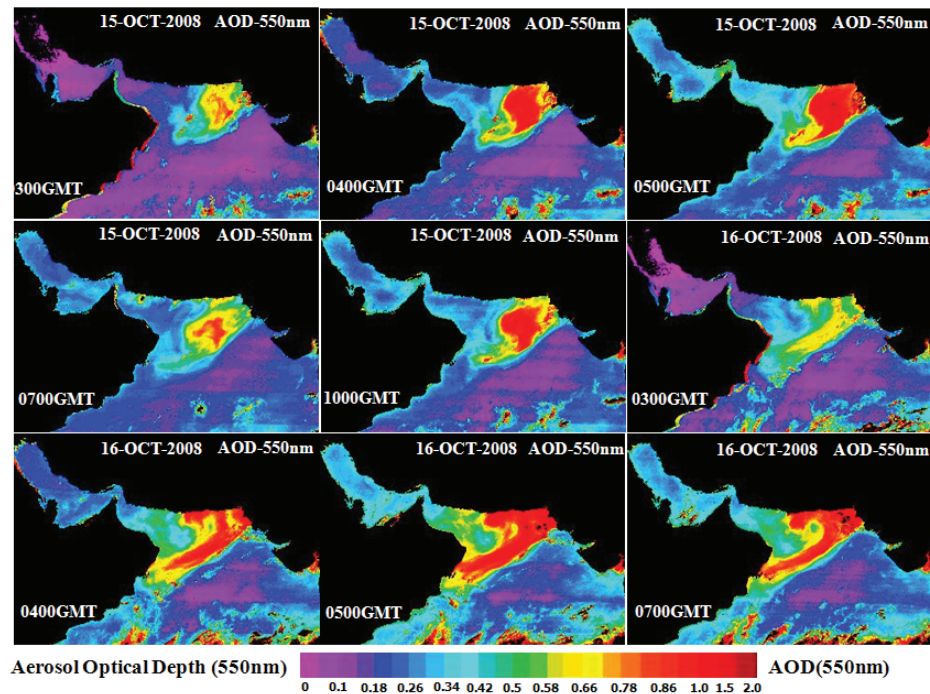 15-OCT-2008 AOD-550nm
300GMT
15-OCT-2008 AOD-550nm
0400GMT
15-OCT-2008 AOD-550nm
0500GMT
15-OCT-2008 AOD-550nm
0700GMT
15-OCT-2008 AOD-550nm
1000GMT
16-OCT-2008 AOD-550nm
0300GMT
16-OCT-2008 AOD-550nm
0400GMT
16-OCT-2008 AOD-550nm
0500GMT
16-OCT-2008 AOD-550nm
0700GMT
Aerosol Optical Depth (550nm) AOD(550nm)
0 0.1 0.18 0.26 0.34 0.42 0.5 0.58 0.66 0.78 0.86 1.0 1.5 2.0